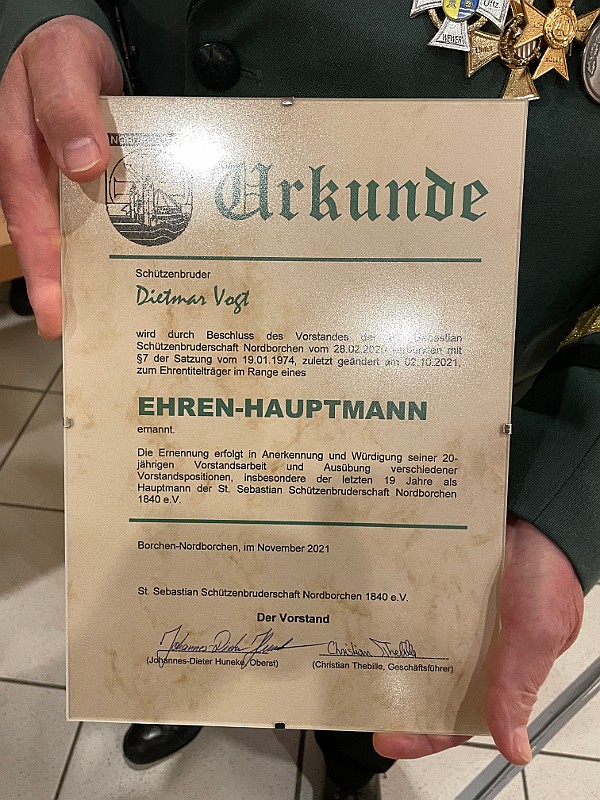 Urkunde
Schützenbruder
Dietmar Vogt
wird durch Beschluss des Vorstandes der Sebastian
Schützenbruderschaft Nordborchen vom 28.02.2020 verbunden mit
§7 der Satzung vom 19.01.1974, zuletzt geändert am 02.10.2021,
zum Ehrentitelträger im Range eines
EHREN-HAUPTMANN
ernannt.
Die Ernennung erfolgt in Anerkennung und Würdigung seiner 20-
jährigen Vorstandsarbeit und Ausübung verschiedener
Vorstandspositionen, insbesondere der letzten 19 Jahre als
Hauptmann der St. Sebastian Schützenbruderschaft Nordborchen
1840 e.V.
Borchen-Nordborchen, im November 2021
St. Sebastian Schützenbruderschaft Nordborchen 1840 e.V.
Der Vorstand
(Johannes-Dieter Huneke, Oberst)
Christian Thebille
(Christian Thebille, Geschäftsführer)